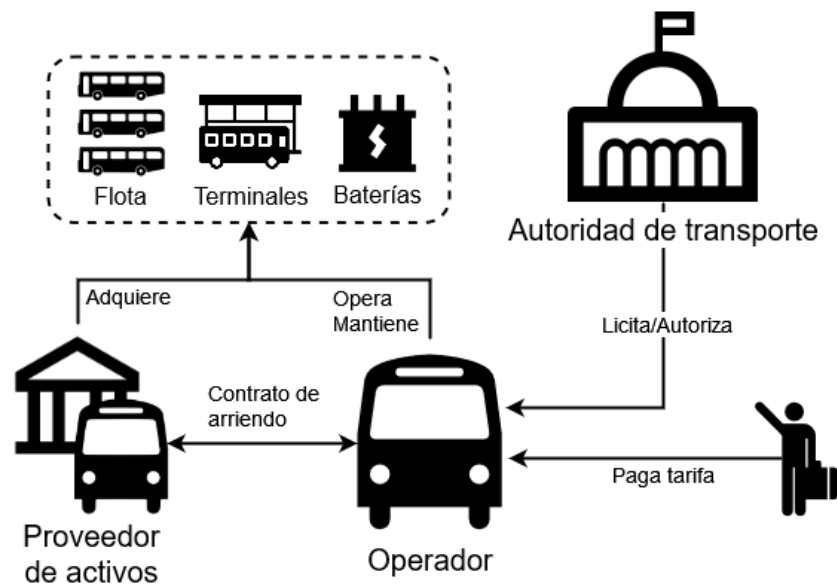 Flota
Terminales
Baterías
Autoridad de transporte
Adquiere
Opera
Mantiene
Licita/Autoriza
Contrato de
arriendo
Paga tarifa
Proveedor
de activos
Operador